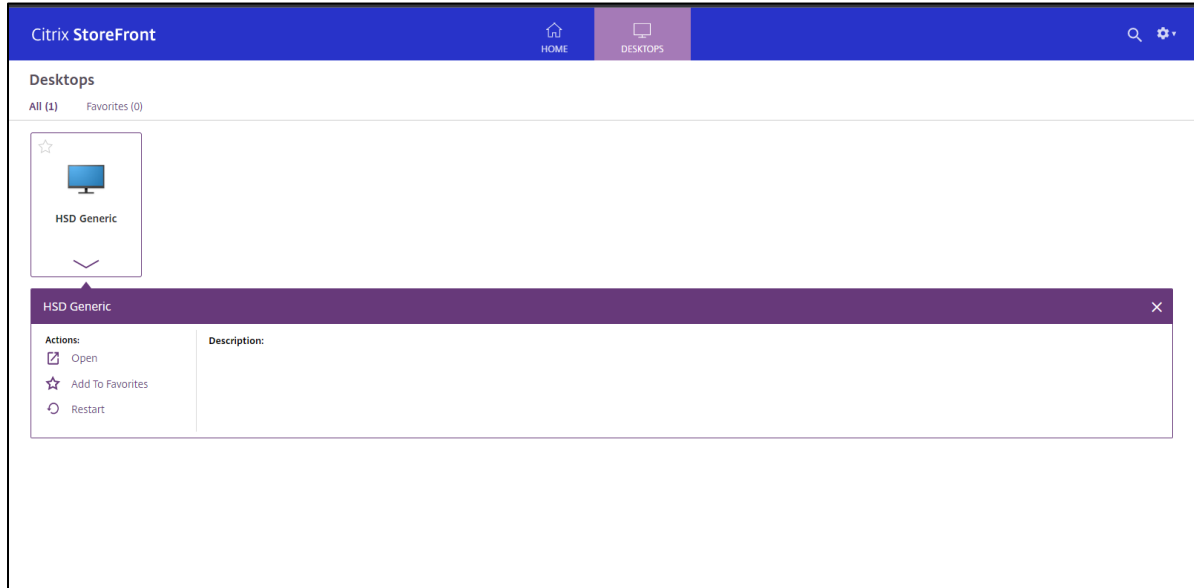 Citrix StoreFront
HOME
DESKTOPS
Desktops
All (1) Favorites (0)
HSD Generic
HSD Generic
Actions:
Open
Add To Favorites
Restart
Description: